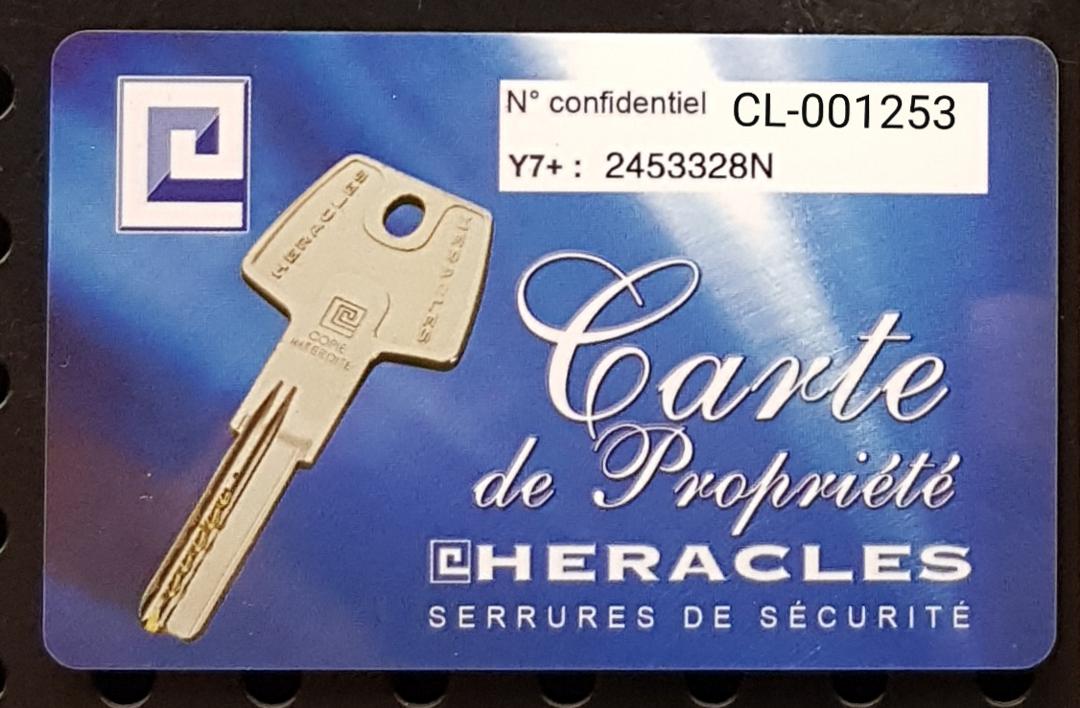 N° confidentiel CL-001253
Y7+ : 2453328N
HERACLES
HERACLES
COPIE
INTERDITE
Carte
de Propriété
HERACLES
SERRURES DE SÉCURITÉ